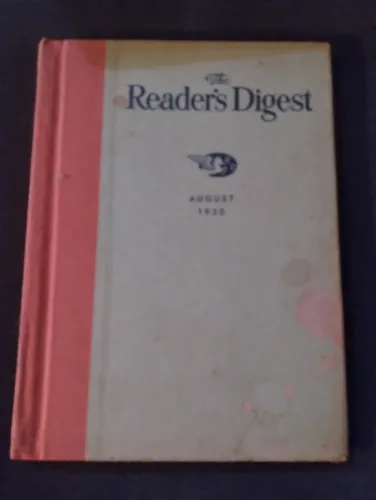 The
Reader's Digest
AUGUST
1930